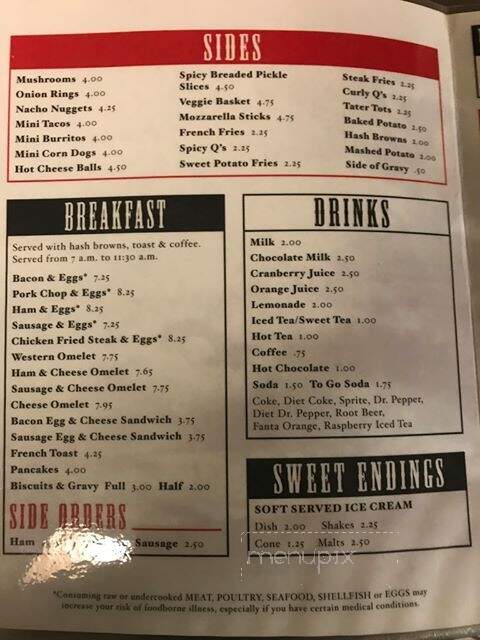 SIDES
Mushrooms 4.00
Onion Rings 4.00
Nacho Nuggets 4.25
Mini Tacos 4.00
Mini Burritos 4.00
Mini Corn Dogs 4.00
Hot Cheese Balls 4.50
Spicy Breaded Pickle
Slices 4.50
Veggie Basket 4.75
Mozzarella Sticks 4.75
French Fries 2.25
Spicy Q's 2.25
Sweet Potato Fries 2.25
Steak Fries 2.25
Curly Q's 2.25
Tater Tots 2.25
Baked Potato 2.50
Hash Browns 2.00
Mashed Potato 2.00
Side of Gravy .50
BREAKFAST
Served with hash browns, toast & coffee.
Served from 7 a.m. to 11:30 a.m.
Bacon & Eggs* 7.25
Pork Chop & Eggs* 8.25
Ham & Eggs* 8.25
Sausage & Eggs* 7.25
Chicken Fried Steak & Eggs* 8.25
Western Omelet 7.75
Ham & Cheese Omelet 7.65
Sausage & Cheese Omelet 7.75
Cheese Omelet 7.95
Bacon Egg & Cheese Sandwich 3.75
Sausage Egg & Cheese Sandwich 3.75
French Toast 4.25
Pancakes 4.00
Biscuits & Gravy Full 3.00 Half 2.00
SIDE ORDERS
Ham Sausage 2.50
DRINKS
Milk 2.00
Chocolate Milk 2.50
Cranberry Juice 2.50
Orange Juice 2.50
Lemonade 2.00
Iced Tea/Sweet Tea 1.00
Hot Tea 1.00
Coffee .75
Hot Chocolate 1.00
Soda 1.50 To Go Soda 1.75
Coke, Diet Coke, Sprite, Dr. Pepper,
Diet Dr. Pepper, Root Beer,
Fanta Orange, Raspberry Iced Tea
SWEET ENDINGS
SOFT SERVED ICE CREAM
Dish 2.00 Shakes 2.25
Cone 1.25 Malts 2.50
menupix
*Consuming raw or undercooked MEAT, POULTRY, SEAFOOD, SHELLFISH or EGGS may
increase your risk of foodborne illness, especially if you have certain medical conditions.